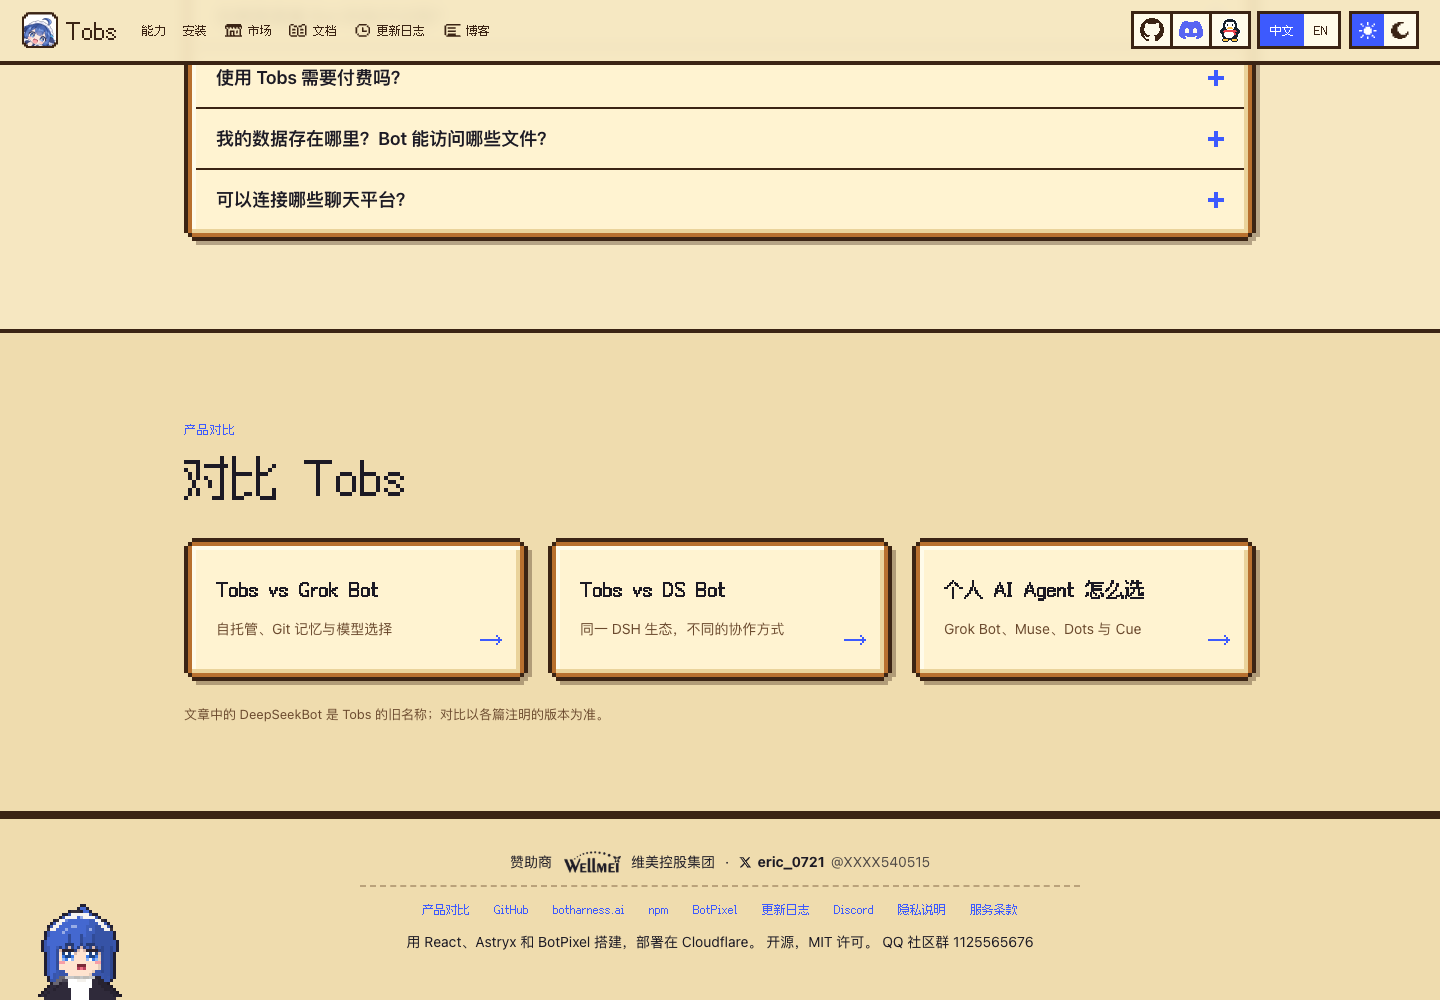 Tobs 能力 安装 市场 文档 更新日志 博客 中文 EN
使用 Tobs 需要付费吗?
我的数据存在哪里? Bot 能访问哪些文件?
可以连接哪些聊天平台?
产品对比
对比 Tobs
Tobs vs Grok Bot
自托管、Git 记忆与模型选择
Tobs vs DS Bot
同一 DSH 生态，不同的协作方式
个人 AI Agent 怎么选
Grok Bot、Muse、Dots 与 Cue
文章中的 DeepSeekBot 是 Tobs 的旧名称；对比以各篇注明的版本为准。
赞助商 WELLMEI 维美控股集团 · X eric_0721 @XXXX540515
产品对比 GitHub botharness.ai npm BotPixel 更新日志 Discord 隐私说明 服务条款
用 React、Astryx 和 BotPixel 搭建，部署在 Cloudflare。 开源，MIT 许可。 QQ 社区群 1125565676